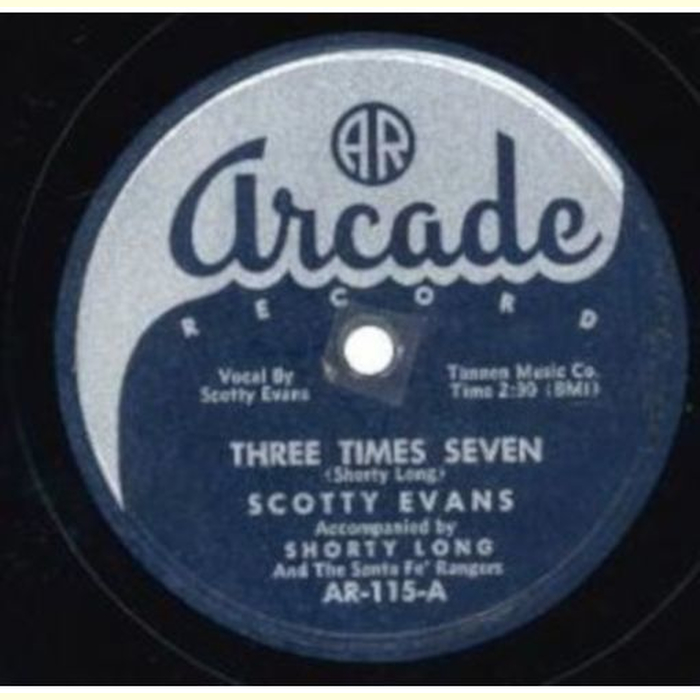 AR
Arcade
RECORD
Vocal By
Scotty Evans
Tannen Music Co.
Time 2:30 (BMI)
THREE TIMES SEVEN
(Shorty Long)
SCOTTY EVANS
Accompanied by
SHORTY LONG
And The Santa Fe' Rangers
AR-115-A